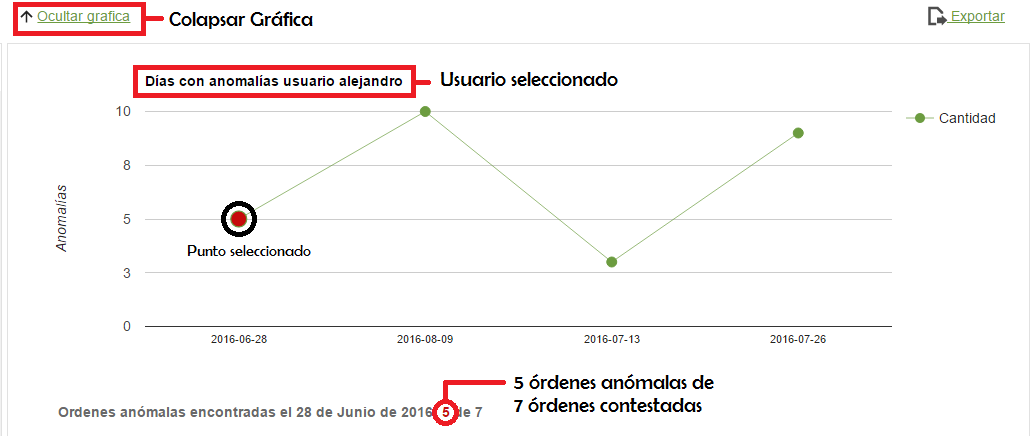 Ocultar grafica
Colapsar Gráfica
Exportar
Días con anomalías usuario alejandro
Usuario seleccionado
10
8
5
3
0
Anomalías
Cantidad
Punto seleccionado
2016-06-28
2016-08-09
2016-07-13
2016-07-26
5 órdenes anómalas de
7 órdenes contestadas
Ordenes anómalas encontradas el 28 de Junio de 2016 5 de 7